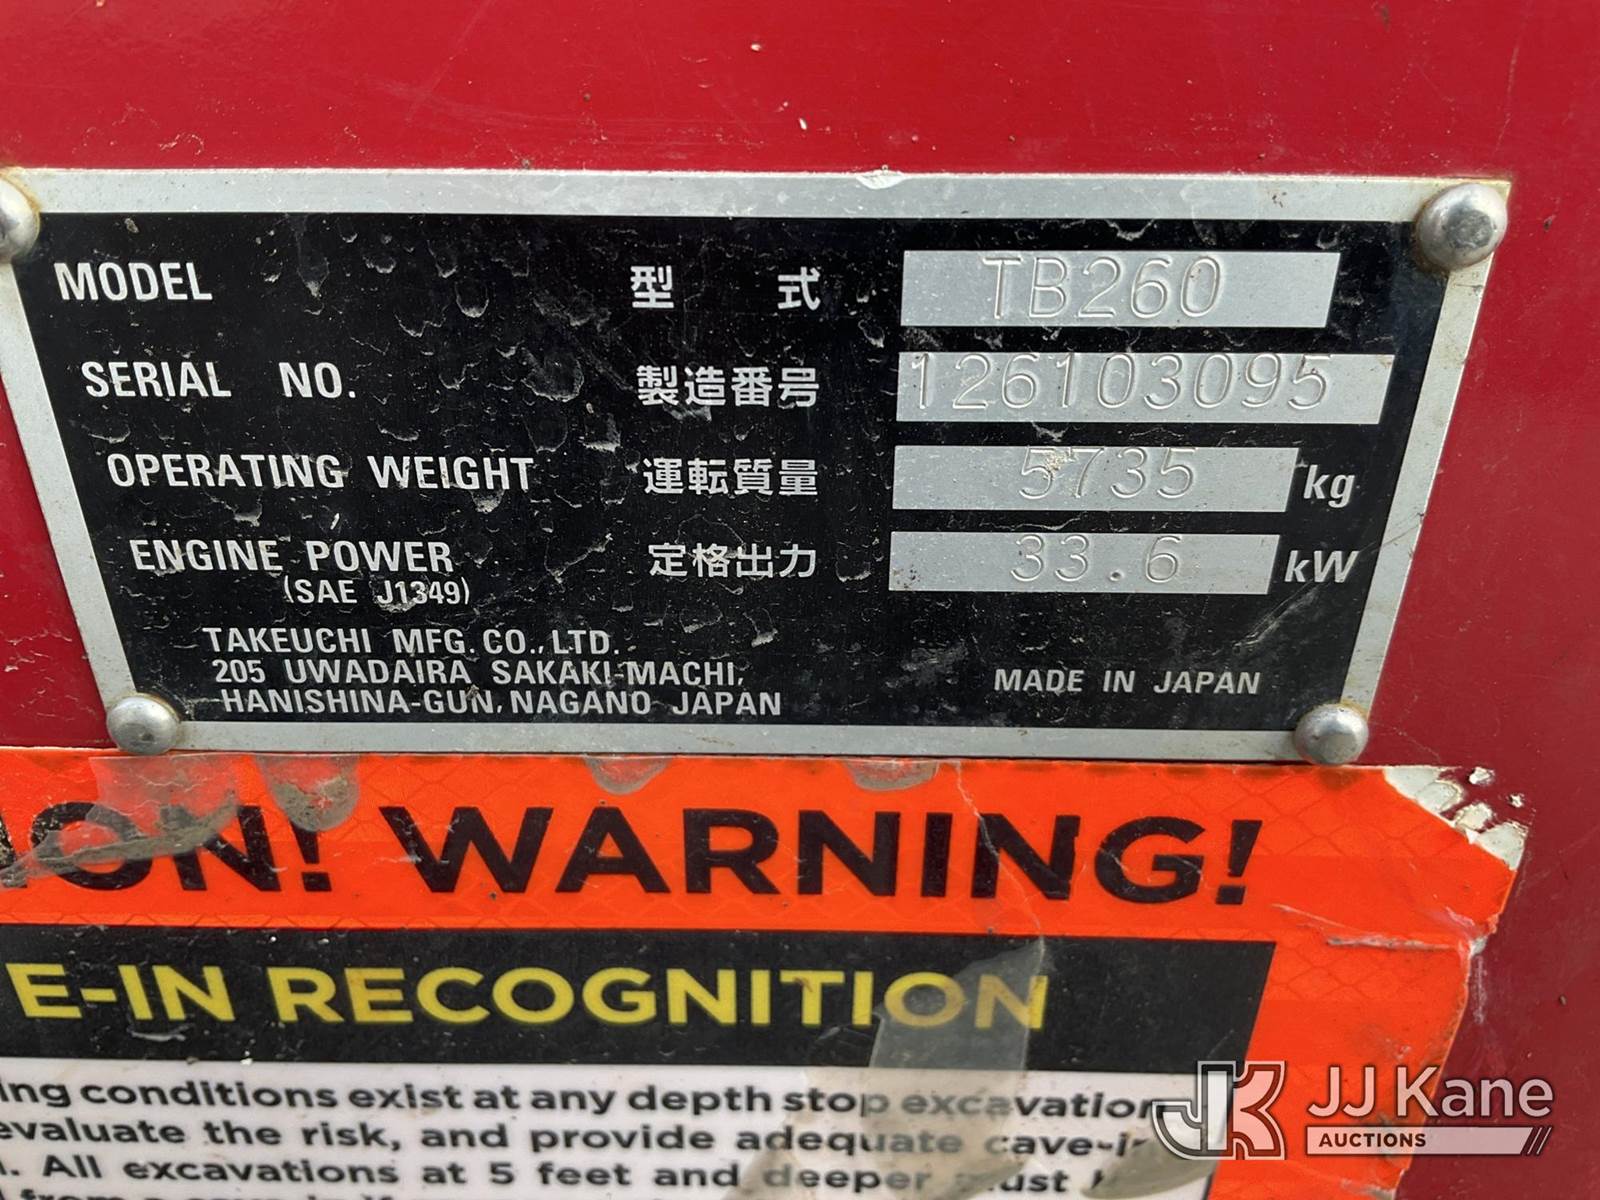 MODEL 型 式 TB260
SERIAL NO. 製造番号 126103095
OPERATING WEIGHT 運転質量 5735 kg
ENGINE POWER 定格出力 33.6 kW
(SAE J1349)
TAKEUCHI MFG. CO., LTD.
205 UWADAIRA SAKAKI-MACHI,
HANISHINA-GUN, NAGANO JAPAN
MADE IN JAPAN
ION! WARNING!
E-IN RECOGNITION
ing conditions exist at any depth stop excavation
evaluate the risk, and provide adequate cave-i
. All excavations at 5 feet and deeper must
JJ Kane
AUCTIONS